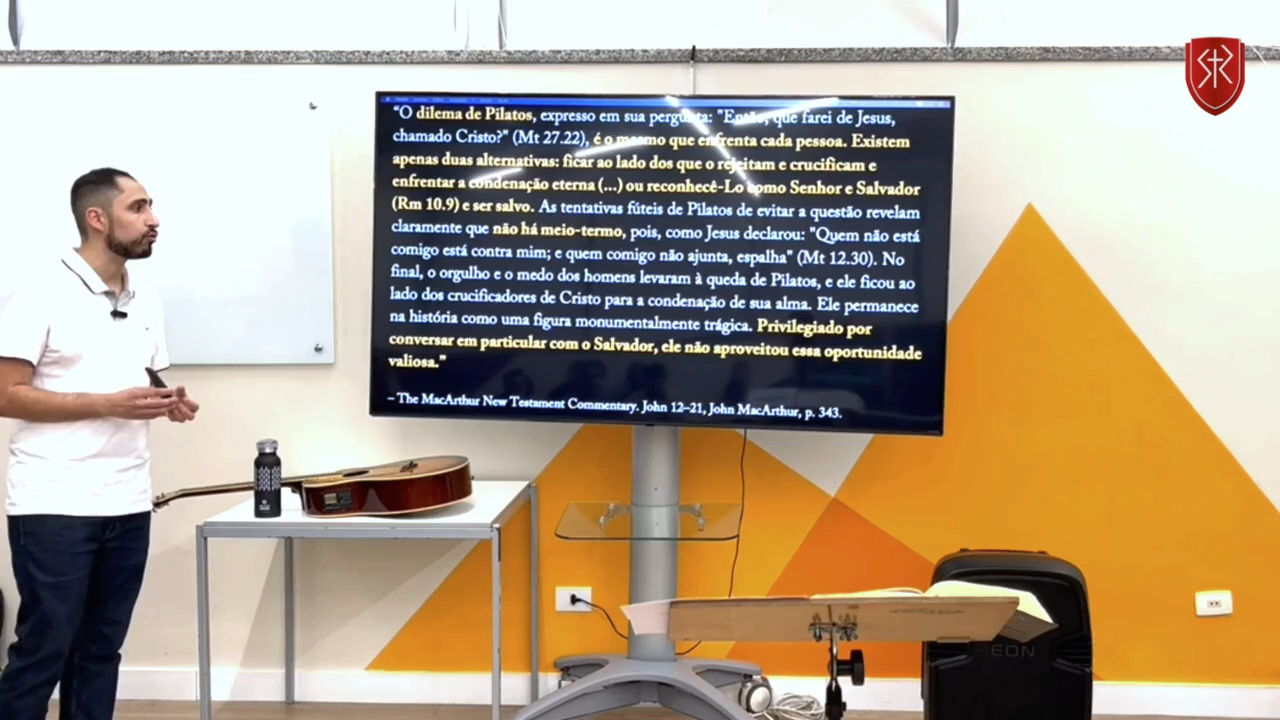 “O dilema de Pilatos, expresso em sua pergunta: "Então, que farei de Jesus,
chamado Cristo?" (Mt 27.22), é o mesmo que enfrenta cada pessoa. Existem
apenas duas alternativas: ficar ao lado dos que o rejeitam e crucificam e
enfrentar a condenação eterna (...) ou reconhecê-Lo como Senhor e Salvador
(Rm 10.9) e ser salvo. As tentativas fúteis de Pilatos de evitar a questão revelam
claramente que não há meio-termo, pois, como Jesus declarou: "Quem não está
comigo está contra mim; e quem comigo não ajunta, espalha" (Mt 12.30). No
final, o orgulho e o medo dos homens levaram à queda de Pilatos, e ele ficou ao
lado dos crucificadores de Cristo para a condenação de sua alma. Ele permanece
na história como uma figura monumentalmente trágica. Privilegiado por
conversar em particular com o Salvador, ele não aproveitou essa oportunidade
valiosa.”
– The MacArthur New Testament Commentary. John 12–21, John MacArthur, p. 343.
EON